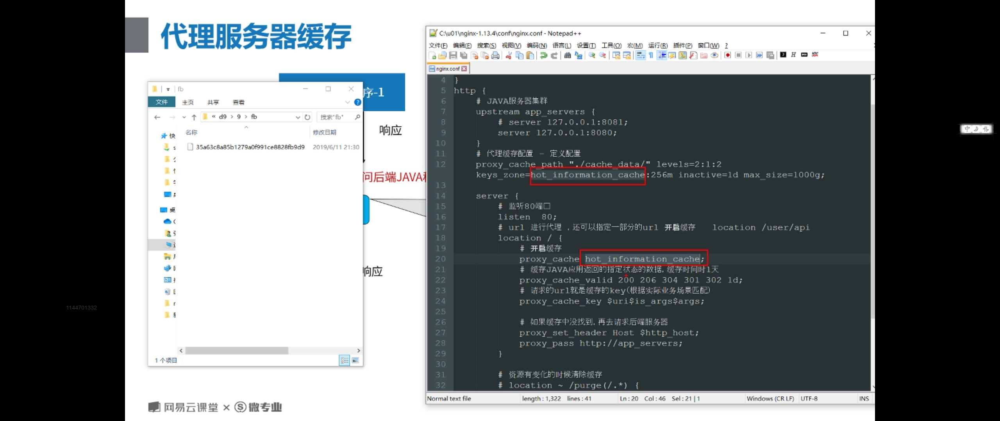 代理服务器缓存
序-1
响应
问后端JAVA
响应
fb
文件 主页 共享 查看
« d9 › 9 › fb
搜索"fb"
名称 修改日期
快
35a63c8a85b1279a0f991ce8828fb9d9 2019/6/11 21:30
1 个项目
C:\u01\nginx-1.13.4\conf\nginx.conf - Notepad++
文件(F) 编辑(E) 搜索(S) 视图(V) 编码(N) 语言(L) 设置(T) 工具(O) 宏(M) 运行(R) 插件(P) 窗口(W) ?
nginx.conf
4 }
5 http {
6 # JAVA服务器集群
7 upstream app_servers {
8 # server 127.0.0.1:8081;
9 server 127.0.0.1:8080;
10 }
11 # 代理缓存配置 - 定义配置
12 proxy_cache_path "./cache_data/" levels=2:1:2
keys_zone=hot_information_cache:256m inactive=1d max_size=1000g;
13
14 server {
15 # 监听80端口
16 listen 80;
17 # url 进行代理 , 还可以指定一部分的url 开启缓存 location /user/api
18 location / {
19 # 开启缓存
20 proxy_cache hot_information_cache;
21 # 缓存JAVA应用返回的指定状态的数据, 缓存时间时1天
22 proxy_cache_valid 200 206 304 301 302 1d;
23 # 请求的url就是缓存的key(根据实际业务场景匹配)
24 proxy_cache_key $uri$is_args$args;
25
26 # 如果缓存中没找到, 再去请求后端服务器
27 proxy_set_header Host $http_host;
28 proxy_pass http://app_servers;
29 }
30
31 # 资源有变化的时候清除缓存
32 # location ~ /purge(/.*) {
Normal text file length : 1,322 lines : 41 Ln : 20 Col : 46 Sel : 21 | 1 Windows (CR LF) UTF-8 INS
网易云课堂 × 微专业
1144701332
中